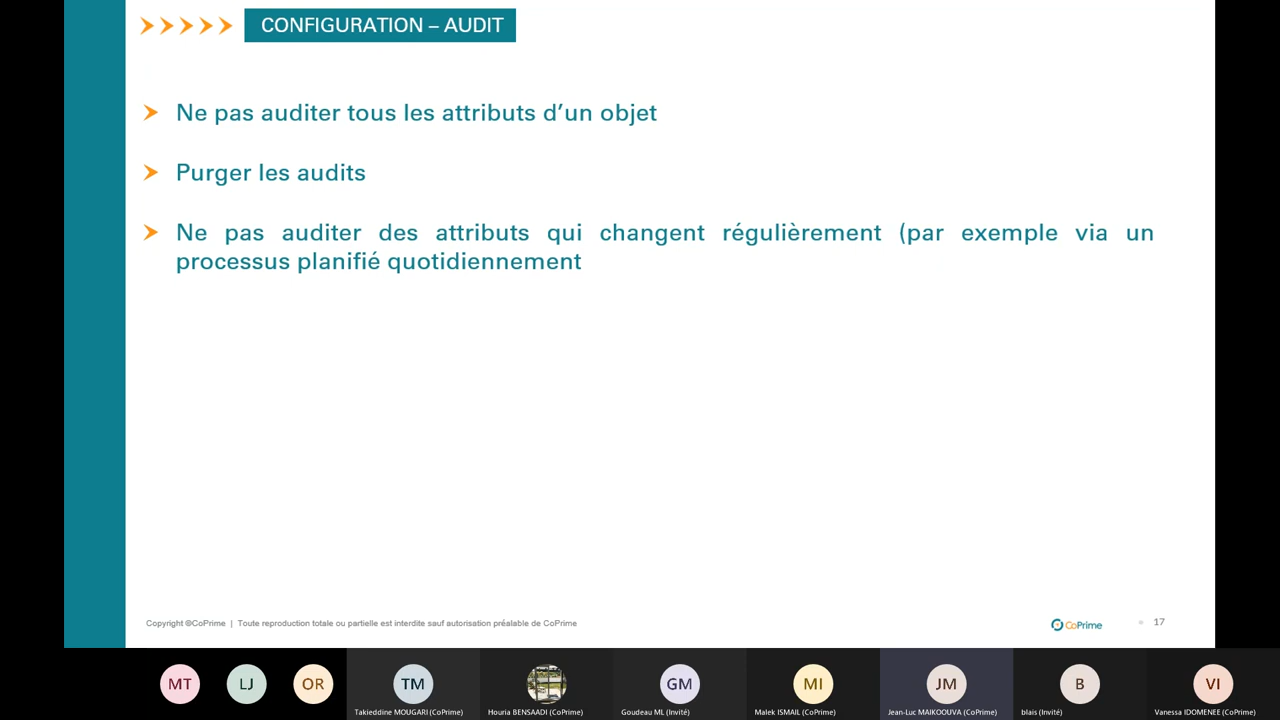 CONFIGURATION – AUDIT
Ne pas auditer tous les attributs d’un objet
Purger les audits
Ne pas auditer des attributs qui changent régulièrement (par exemple via un
processus planifié quotidiennement
Copyright ©CoPrime | Toute reproduction totale ou partielle est interdite sauf autorisation préalable de CoPrime
CoPrime
17
MT LJ OR TM GM MI JM B VI
Takieddine MOUGARI (CoPrime) Houria BENSAADI (CoPrime) Goudeau ML (Invité) Malek ISMAIL (CoPrime) Jean-Luc MAIKOOUVA (CoPrime) blais (Invité) Vanessa IDOMENEE (CoPrime)